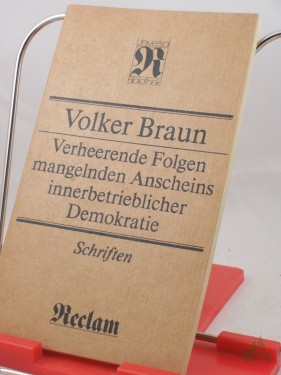 Universal
R
Bibliothek
Volker Braun
Verheerende Folgen
mangelnden Anscheins
innerbetrieblicher
Demokratie
Schriften
Reclam